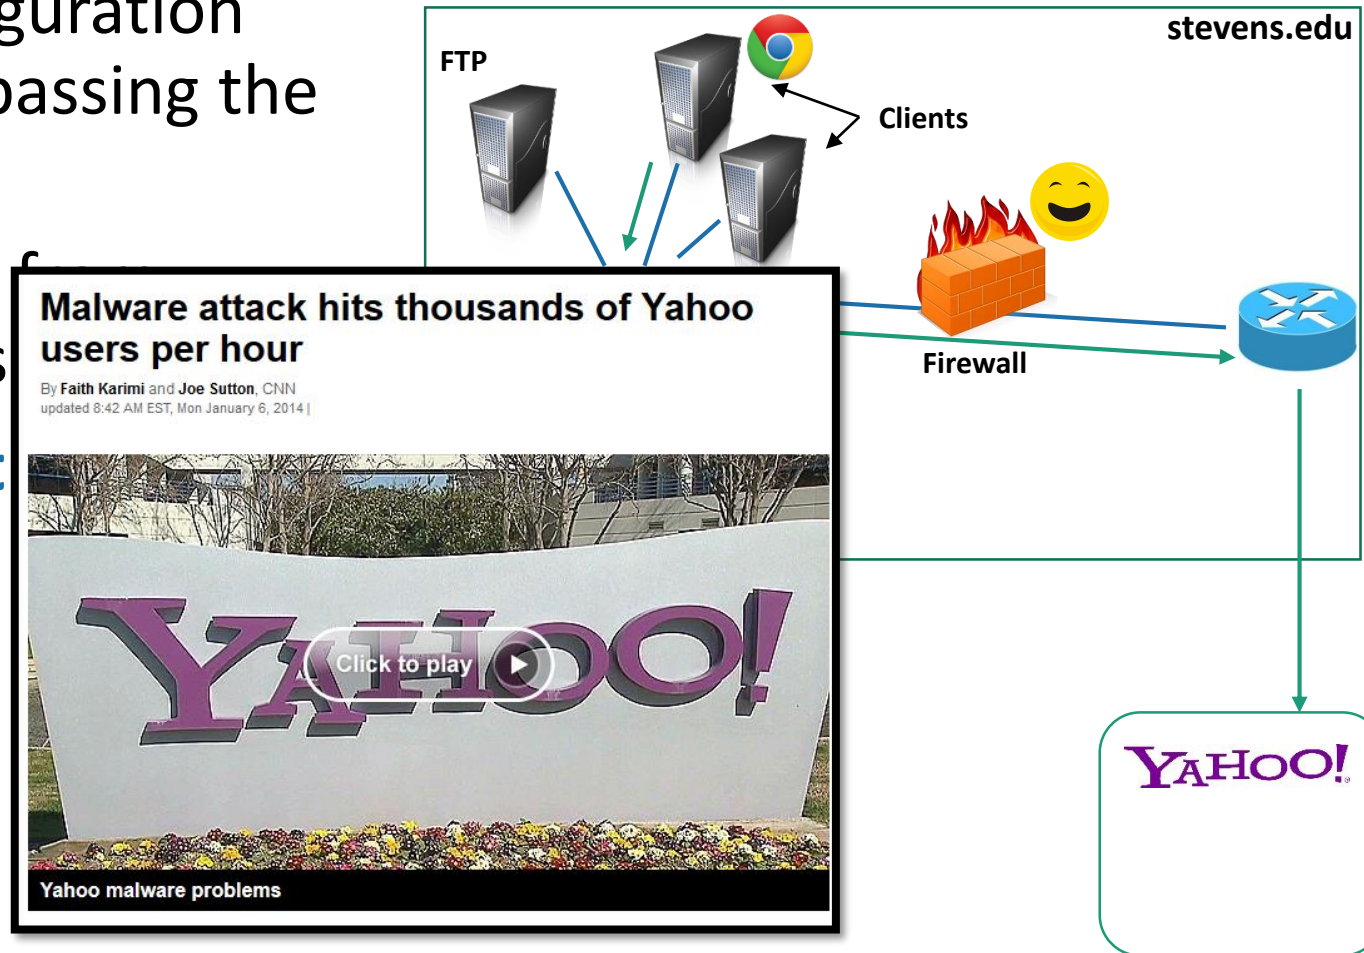 guration
passing the
stevens.edu
FTP
Clients
Firewall
Malware attack hits thousands of Yahoo
users per hour
By Faith Karimi and Joe Sutton, CNN
updated 8:42 AM EST, Mon January 6, 2014 |
YAHOO!
Click to play
Yahoo malware problems
YAHOO!